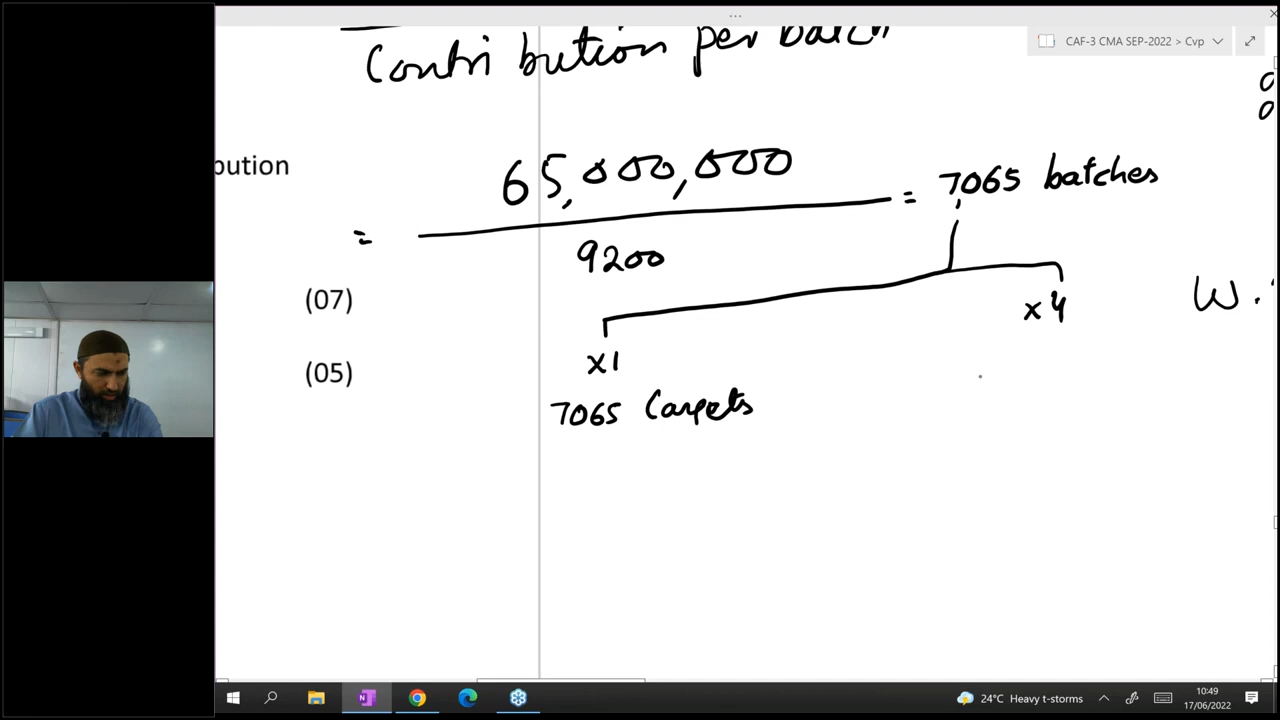 ...
CAF-3 CMA SEP-2022 > Cvp
Contribution per batch
bution
65,000,000
= 7065 batches
=
9200
(07)
x1
x4
W.
(05)
7065 Carpets
24°C Heavy t-storms
10:49
17/06/2022